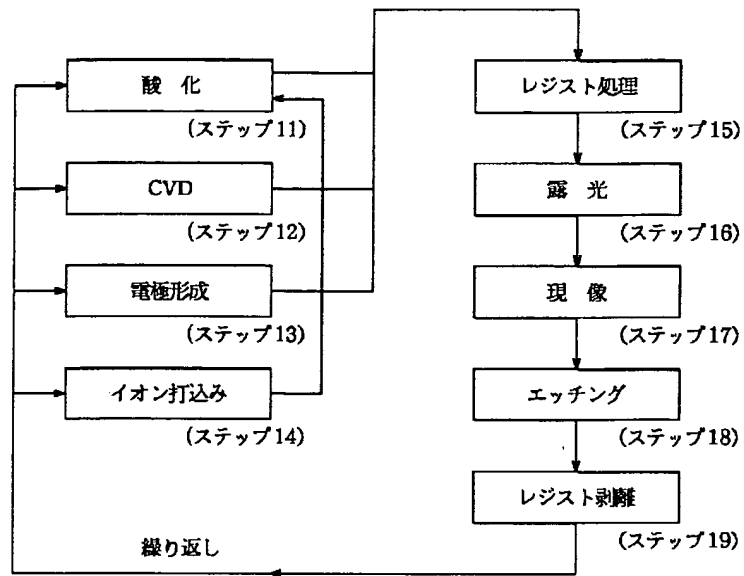 酸 化
(ステップ11)
CVD
(ステップ12)
電極形成
(ステップ13)
イオン打込み
(ステップ14)
繰り返し
レジスト処理
(ステップ15)
露 光
(ステップ16)
現 像
(ステップ17)
エッチング
(ステップ18)
レジスト剥離
(ステップ19)